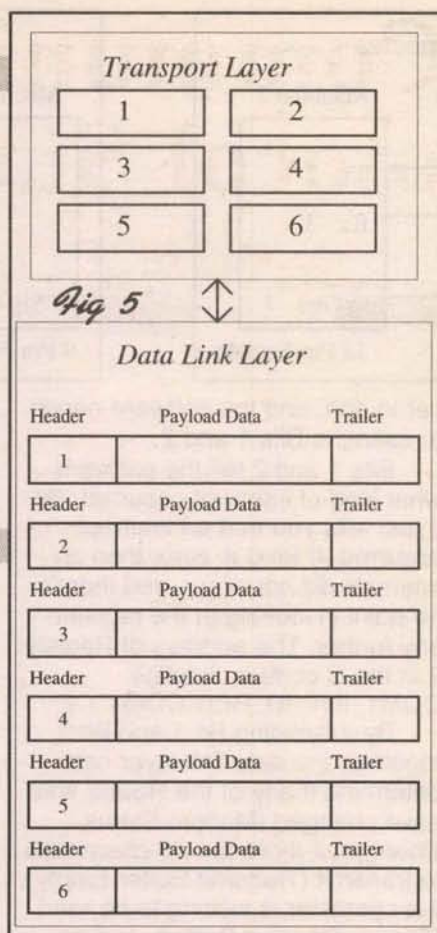 Transport Layer
1 2
3 4
5 6
Fig 5
Data Link Layer
Header Payload Data Trailer
1
Header Payload Data Trailer
2
Header Payload Data Trailer
3
Header Payload Data Trailer
4
Header Payload Data Trailer
5
Header Payload Data Trailer
6